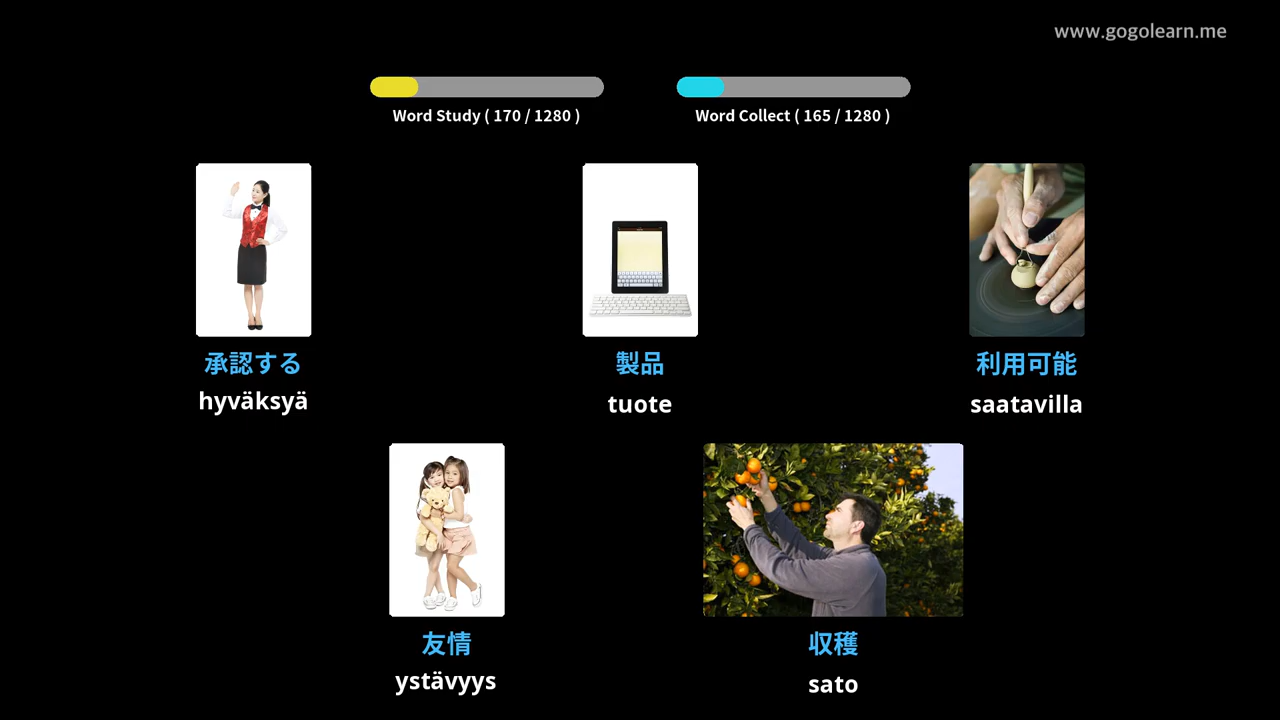 www.gogolearn.me
Word Study ( 170 / 1280 )
Word Collect ( 165 / 1280 )
承認する
hyväksyä
製品
tuote
利用可能
saatavilla
友情
ystävyys
収穫
sato